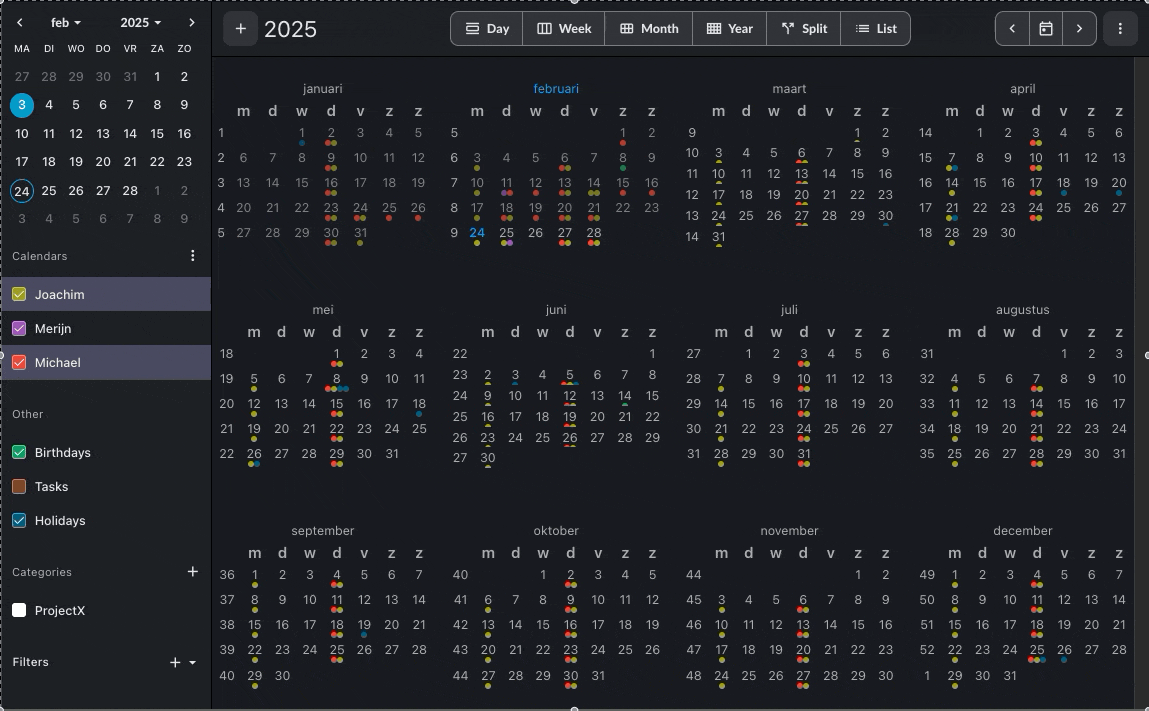 feb 2025
MA DI WO DO VR ZA ZO
27 28 29 30 31 1 2
3 4 5 6 7 8 9
10 11 12 13 14 15 16
17 18 19 20 21 22 23
24 25 26 27 28 1 2
3 4 5 6 7 8 9
Calendars
Joachim
Merijn
Michael
Other
Birthdays
Tasks
Holidays
Categories
ProjectX
Filters
2025
Day Week Month Year Split List
januari
m d w d v z z
1 1 2 3 4 5
2 6 7 8 9 10 11 12
3 13 14 15 16 17 18 19
4 20 21 22 23 24 25 26
5 27 28 29 30 31
februari
m d w d v z z
5 1 2
6 3 4 5 6 7 8 9
7 10 11 12 13 14 15 16
8 17 18 19 20 21 22 23
9 24 25 26 27 28
maart
m d w d v z z
9 1 2
10 3 4 5 6 7 8 9
11 10 11 12 13 14 15 16
12 17 18 19 20 21 22 23
13 24 25 26 27 28 29 30
14 31
april
m d w d v z z
14 1 2 3 4 5 6
15 7 8 9 10 11 12 13
16 14 15 16 17 18 19 20
17 21 22 23 24 25 26 27
18 28 29 30
mei
m d w d v z z
18 1 2 3 4
19 5 6 7 8 9 10 11
20 12 13 14 15 16 17 18
21 19 20 21 22 23 24 25
22 26 27 28 29 30 31
juni
m d w d v z z
22 1
23 2 3 4 5 6 7 8
24 9 10 11 12 13 14 15
25 16 17 18 19 20 21 22
26 23 24 25 26 27 28 29
27 30
juli
m d w d v z z
27 1 2 3 4 5 6
28 7 8 9 10 11 12 13
29 14 15 16 17 18 19 20
30 21 22 23 24 25 26 27
31 28 29 30 31
augustus
m d w d v z z
31 1 2 3
32 4 5 6 7 8 9 10
33 11 12 13 14 15 16 17
34 18 19 20 21 22 23 24
35 25 26 27 28 29 30 31
september
m d w d v z z
36 1 2 3 4 5 6 7
37 8 9 10 11 12 13 14
38 15 16 17 18 19 20 21
39 22 23 24 25 26 27 28
40 29 30
oktober
m d w d v z z
40 1 2 3 4 5
41 6 7 8 9 10 11 12
42 13 14 15 16 17 18 19
43 20 21 22 23 24 25 26
44 27 28 29 30 31
november
m d w d v z z
44 1 2
45 3 4 5 6 7 8 9
46 10 11 12 13 14 15 16
47 17 18 19 20 21 22 23
48 24 25 26 27 28 29 30
december
m d w d v z z
49 1 2 3 4 5 6 7
50 8 9 10 11 12 13 14
51 15 16 17 18 19 20 21
52 22 23 24 25 26 27 28
1 29 30 31